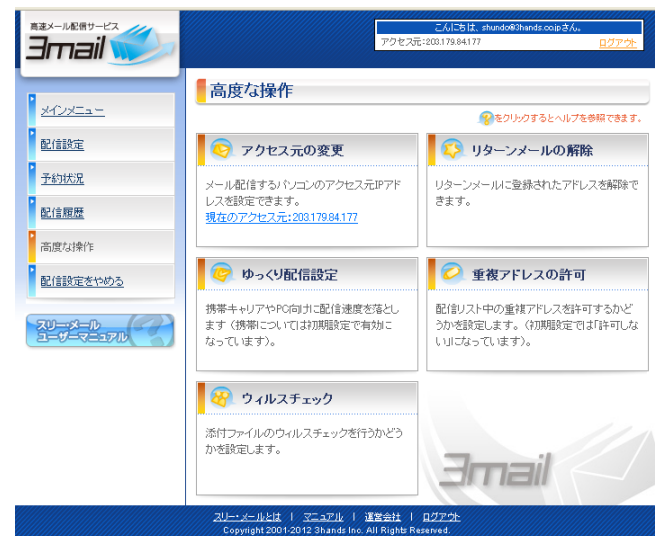 高速メール配信サービス
3mail
こんにちは、shundo@3hands.co.jpさん。
アクセス元:203.179.84.177
ログアウト
メインメニュー
配信設定
予約状況
配信履歴
高度な操作
配信設定をやめる
スリー・メール
ユーザーマニュアル
高度な操作
をクリックするとヘルプを参照できます。
アクセス元の変更
メール配信するパソコンのアクセス元IPアド
レスを設定できます。
現在のアクセス元:203.179.84.177
リターンメールの解除
リターンメールに登録されたアドレスを解除で
きます。
ゆっくり配信設定
携帯キャリアやPC向けに配信速度を落とし
ます（携帯については初期設定で有効に
なっています）。
重複アドレスの許可
配信リスト中の重複アドレスを許可するかど
うかを設定します。（初期設定では「許可しな
い」になっています）。
ウィルスチェック
添付ファイルのウィルスチェックを行うかどう
かを設定します。
3mail
スリー・メールとは | マニュアル | 運営会社 | ログアウト
Copyright 2001-2012 3hands Inc. All Rights Reserved.